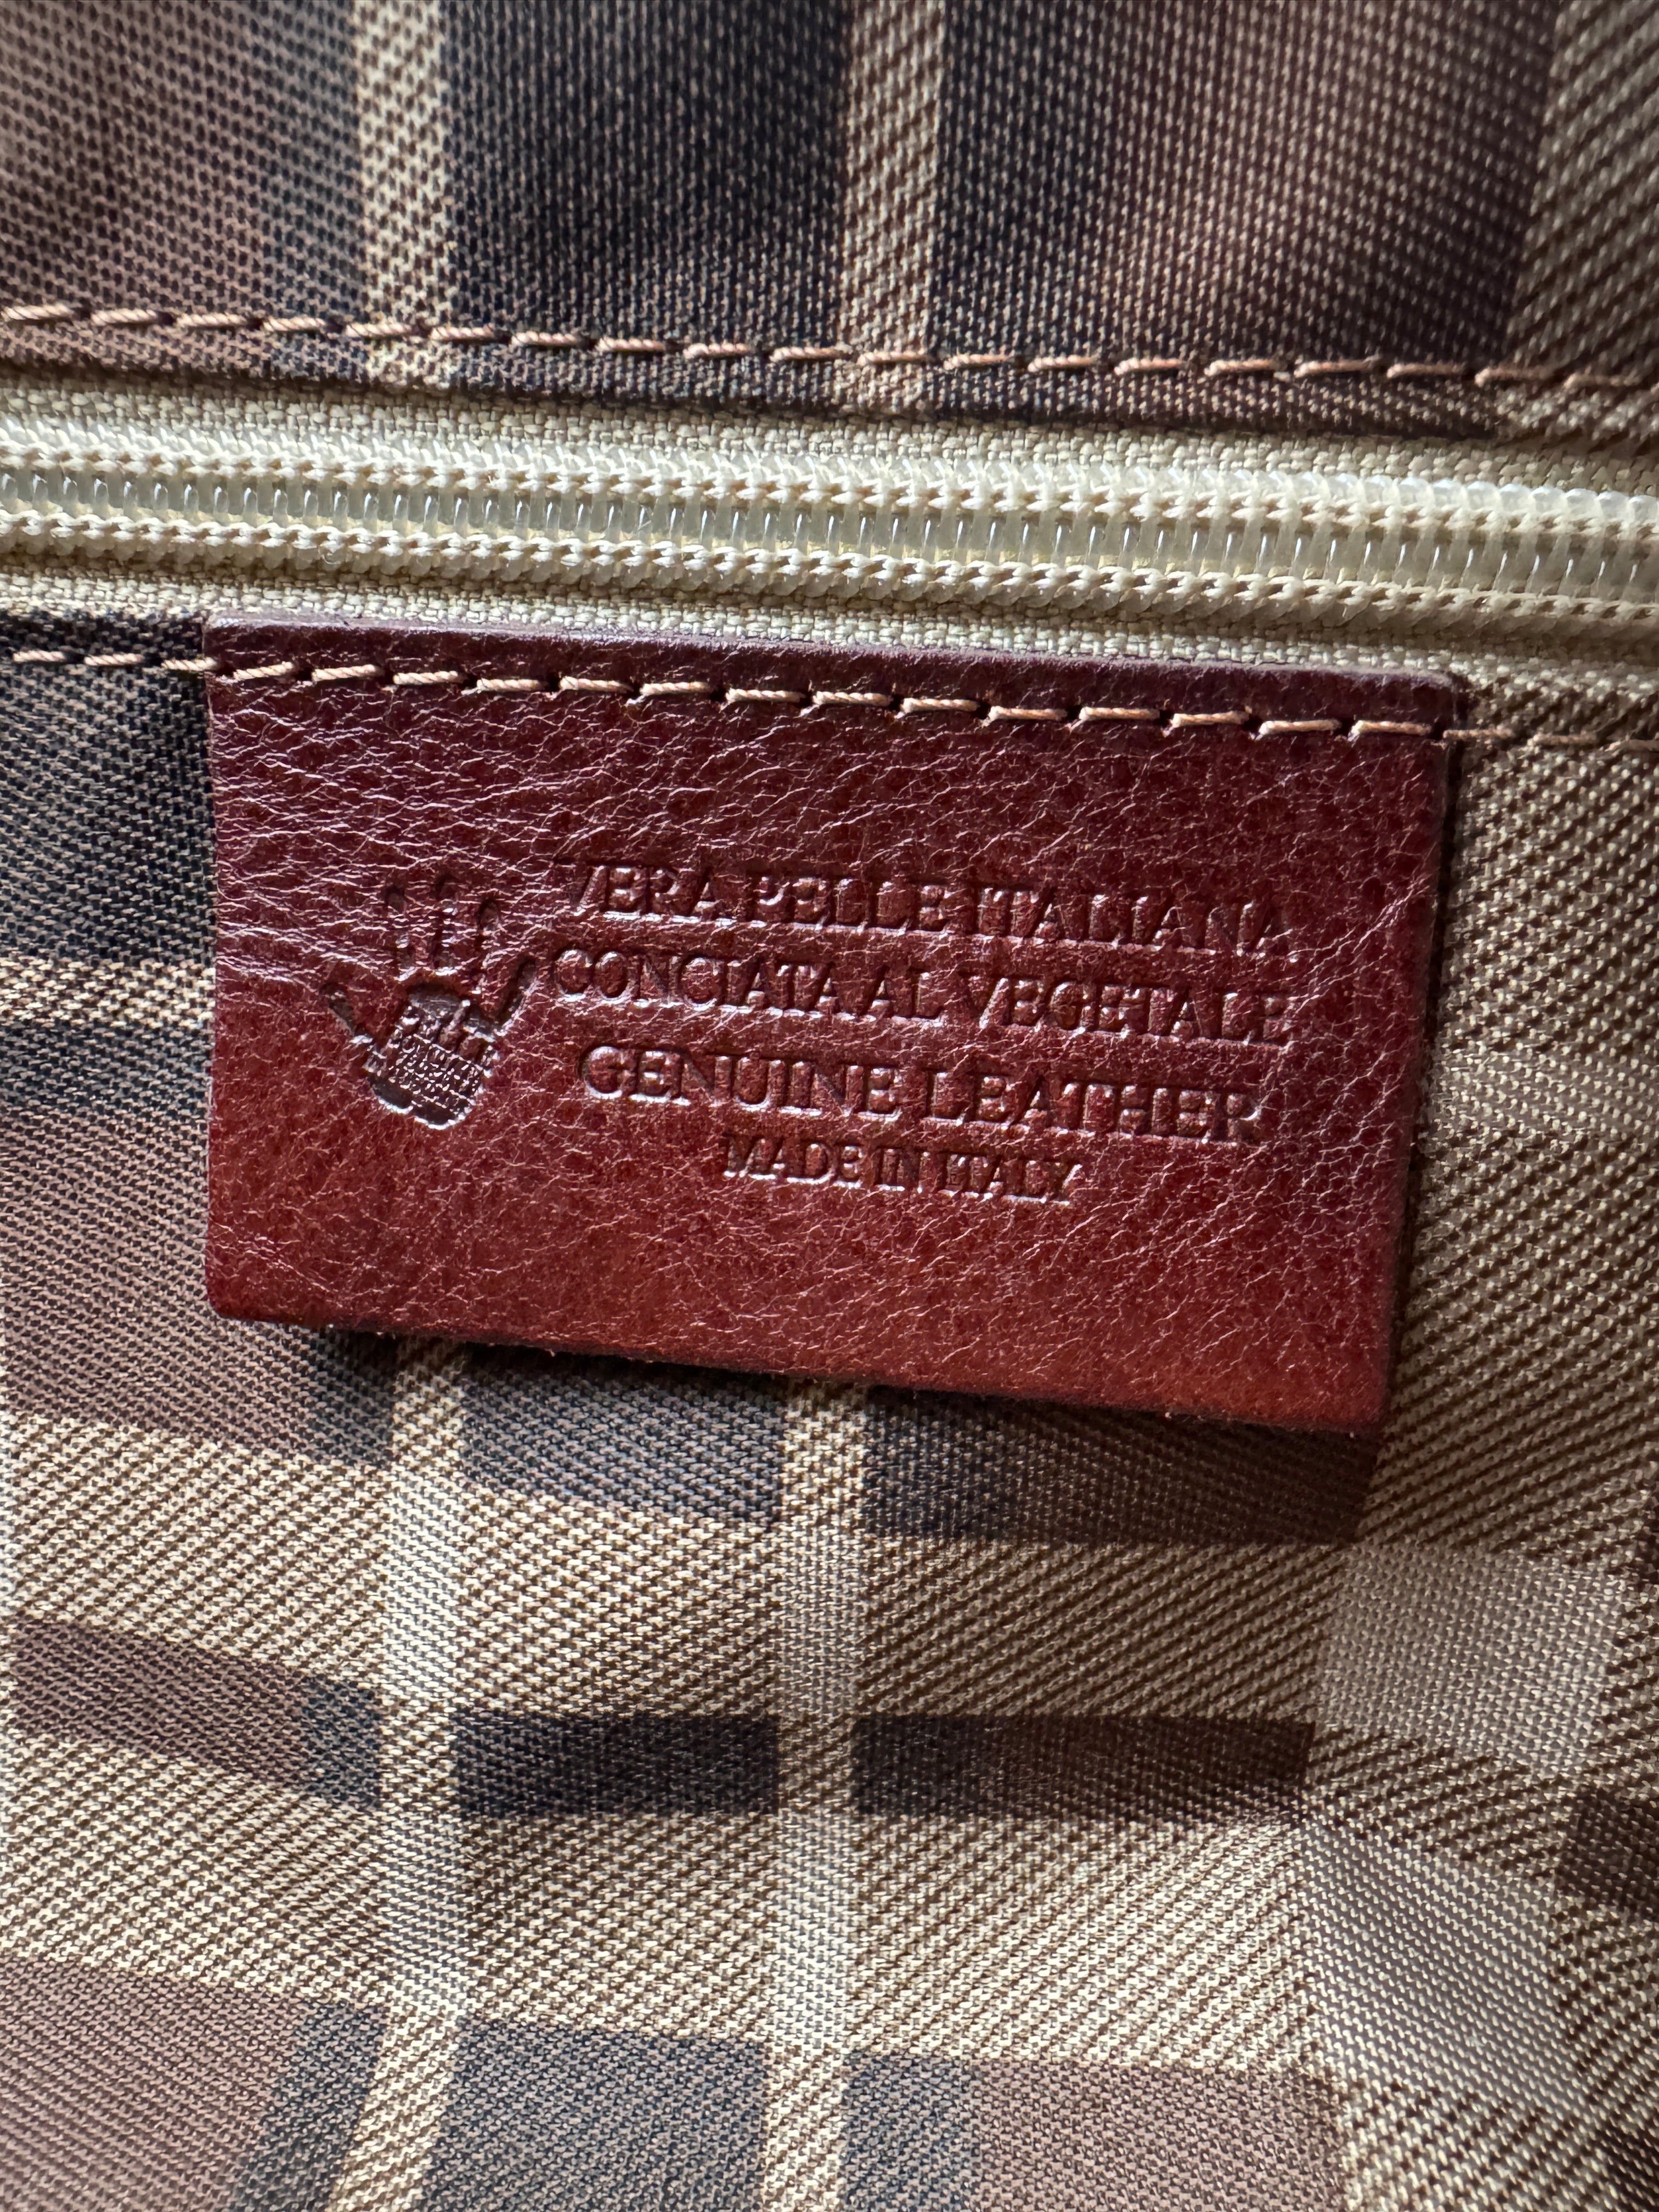 VERA PELLE ITALIANA
CONCIATA AL VEGETALE
GENUINE LEATHER
MADE IN ITALY